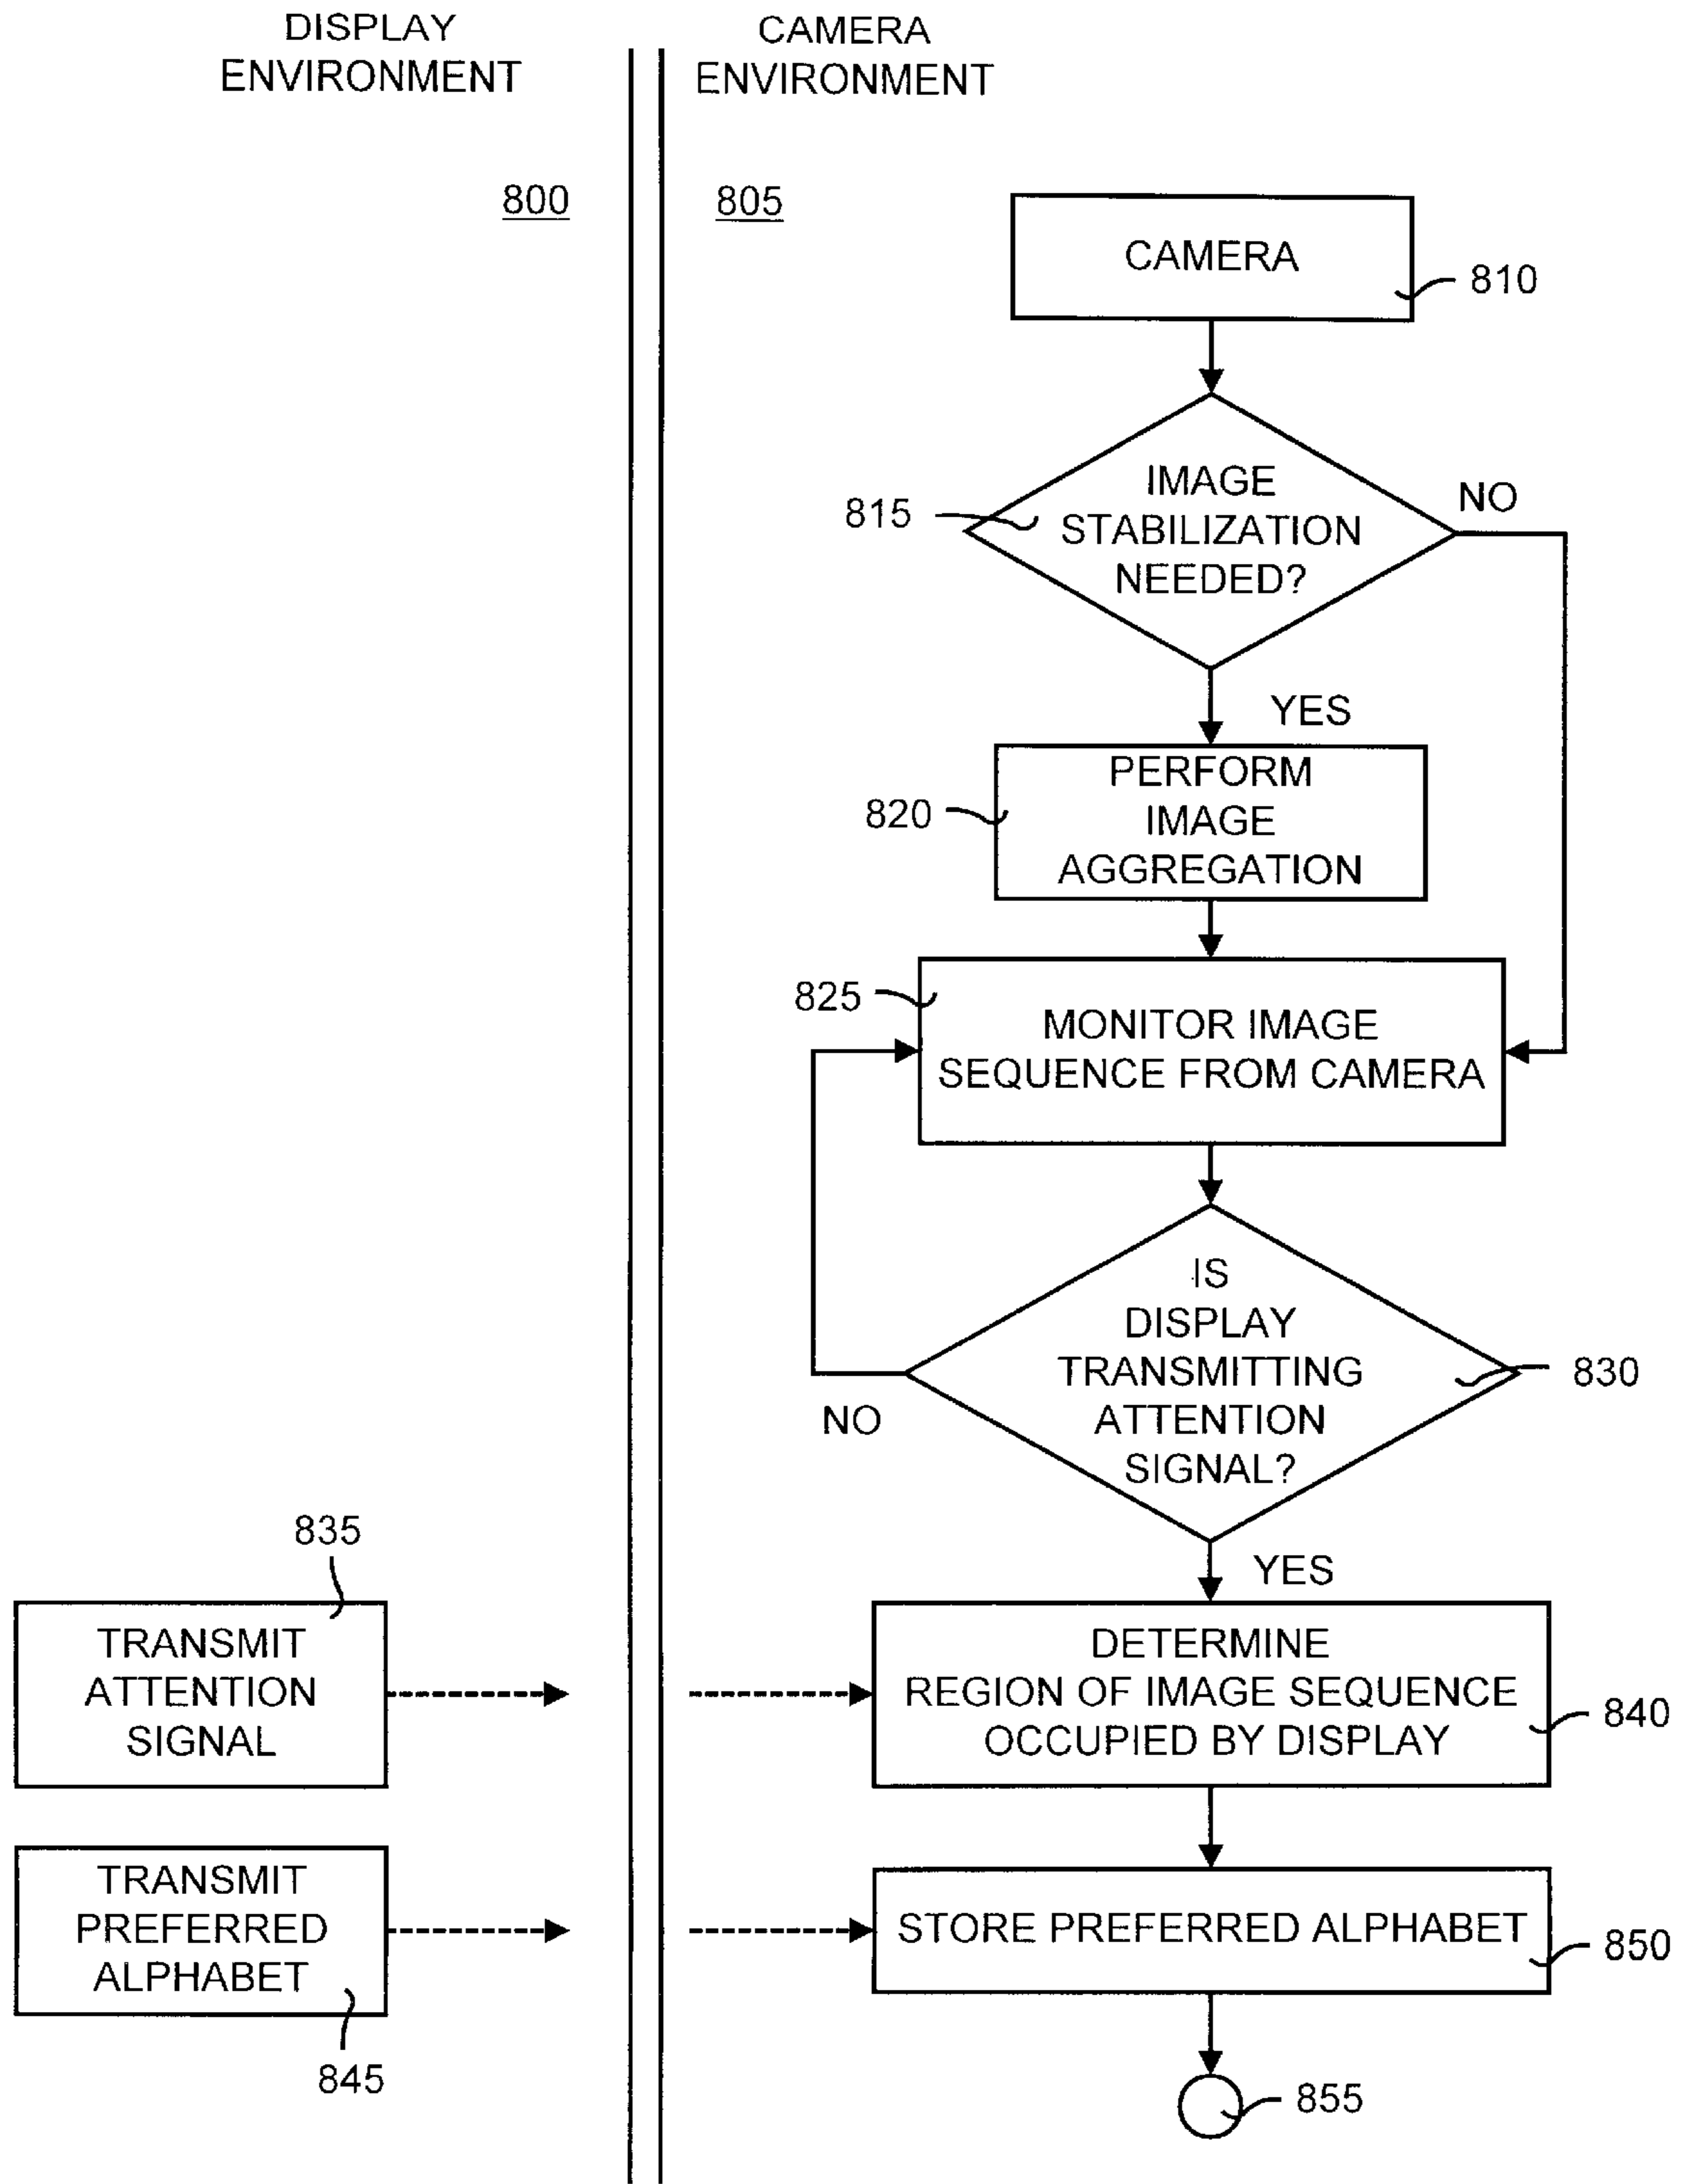 DISPLAY
ENVIRONMENT
CAMERA
ENVIRONMENT
800
805
CAMERA
810
IMAGE
STABILIZATION
NEEDED?
815
NO
YES
PERFORM
IMAGE
AGGREGATION
820
825
MONITOR IMAGE
SEQUENCE FROM CAMERA
IS
DISPLAY
TRANSMITTING
ATTENTION
SIGNAL?
830
NO
YES
835
TRANSMIT
ATTENTION
SIGNAL
DETERMINE
REGION OF IMAGE SEQUENCE
OCCUPIED BY DISPLAY
840
TRANSMIT
PREFERRED
ALPHABET
845
STORE PREFERRED ALPHABET
850
855